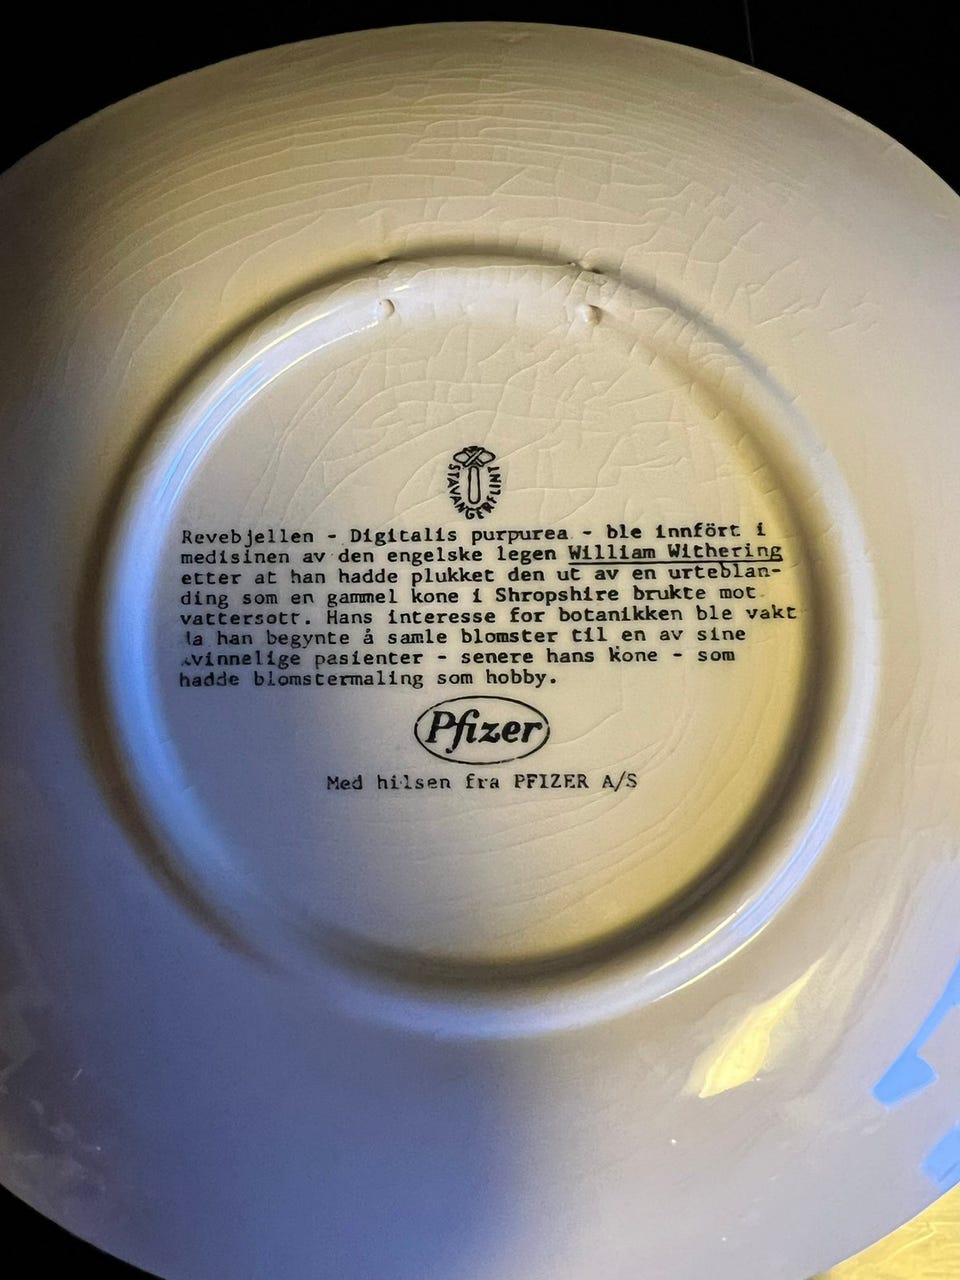 STAVANGERFLINT
Revebjellen - Digitalis purpurea - ble innfört i
medisinen av den engelske legen William Withering
etter at han hadde plukket den ut av en urteblan-
ding som en gammel kone i Shropshire brukte mot
vattersott. Hans interesse for botanikken ble vakt
da han begynte å samle blomster til en av sine
kvinnelige pasienter - senere hans kone - som
hadde blomstermaling som hobby.
Pfizer
Med hilsen fra PFIZER A/S